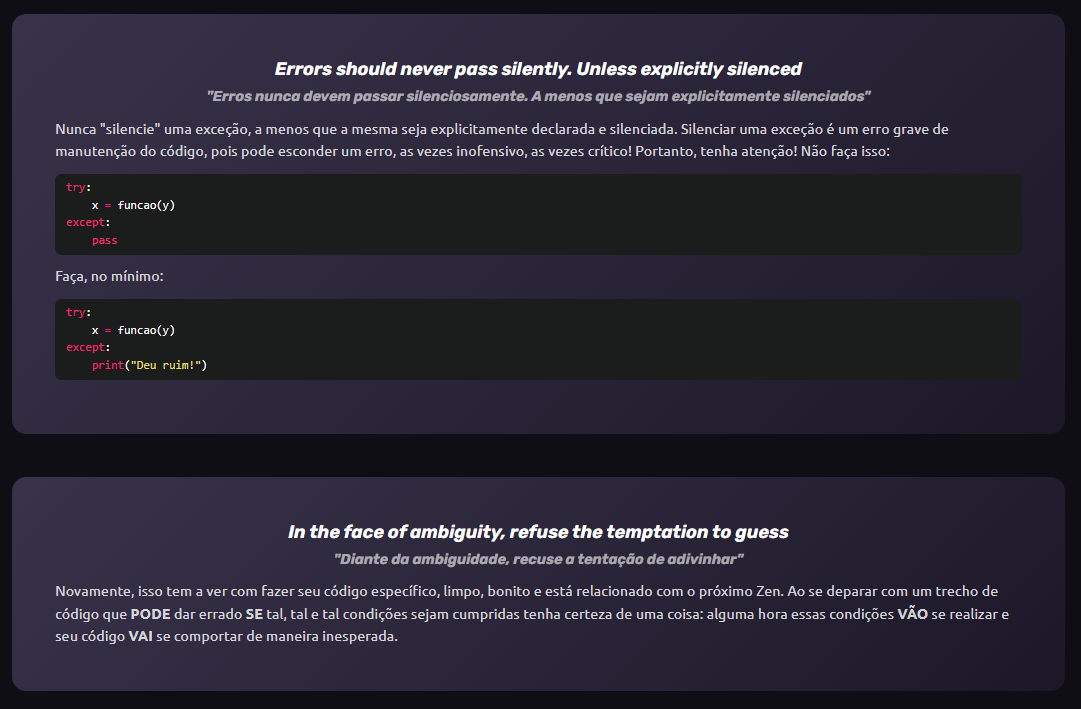 Errors should never pass silently. Unless explicitly silenced
"Erros nunca devem passar silenciosamente. A menos que sejam explicitamente silenciados"
Nunca "silencie" uma exceção, a menos que a mesma seja explicitamente declarada e silenciada. Silenciar uma exceção é um erro grave de
manutenção do código, pois pode esconder um erro, as vezes inofensivo, as vezes crítico! Portanto, tenha atenção! Não faça isso:
try:
    x = funcao(y)
except:
    pass
Faça, no mínimo:
try:
    x = funcao(y)
except:
    print("Deu ruim!")
In the face of ambiguity, refuse the temptation to guess
"Diante da ambiguidade, recuse a tentação de adivinhar"
Novamente, isso tem a ver com fazer seu código específico, limpo, bonito e está relacionado com o próximo Zen. Ao se deparar com um trecho de
código que PODE dar errado SE tal, tal e tal condições sejam cumpridas tenha certeza de uma coisa: alguma hora essas condições VÃO se realizar e
seu código VAI se comportar de maneira inesperada.